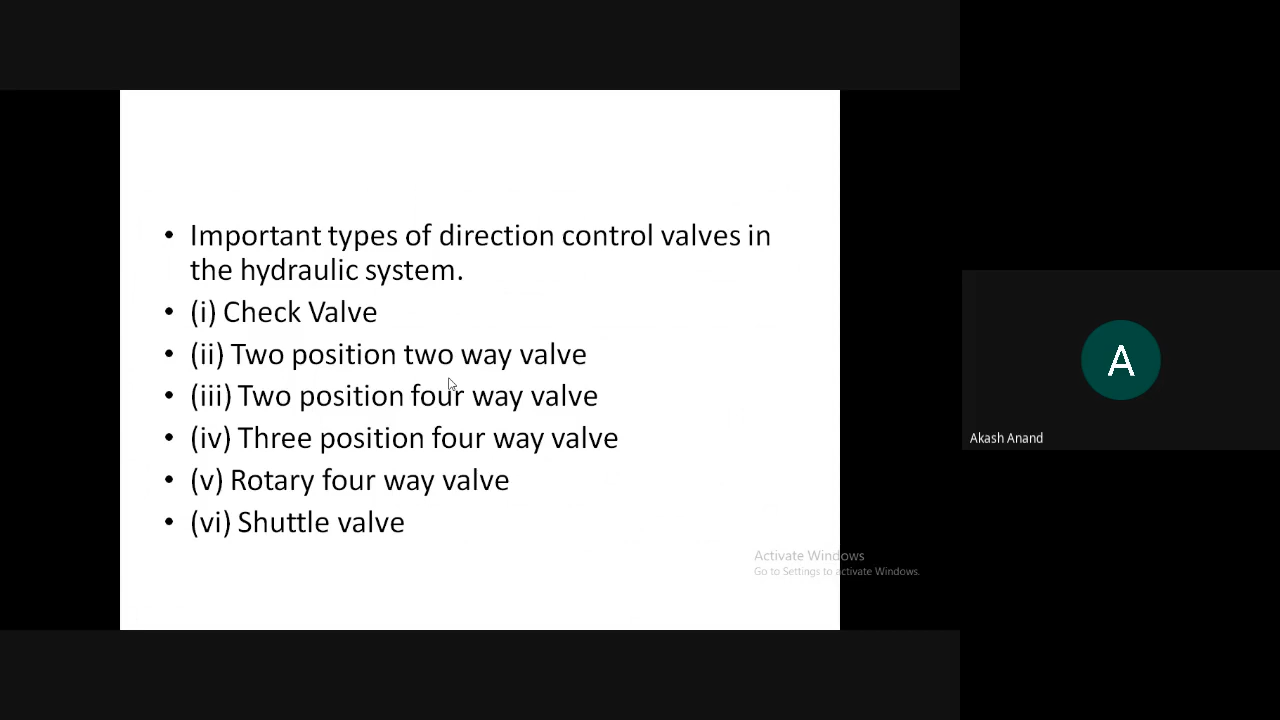 • Important types of direction control valves in
the hydraulic system.
• (i) Check Valve
• (ii) Two position two way valve
• (iii) Two position four way valve
• (iv) Three position four way valve
• (v) Rotary four way valve
• (vi) Shuttle valve
Activate Windows
Go to Settings to activate Windows.
A
Akash Anand